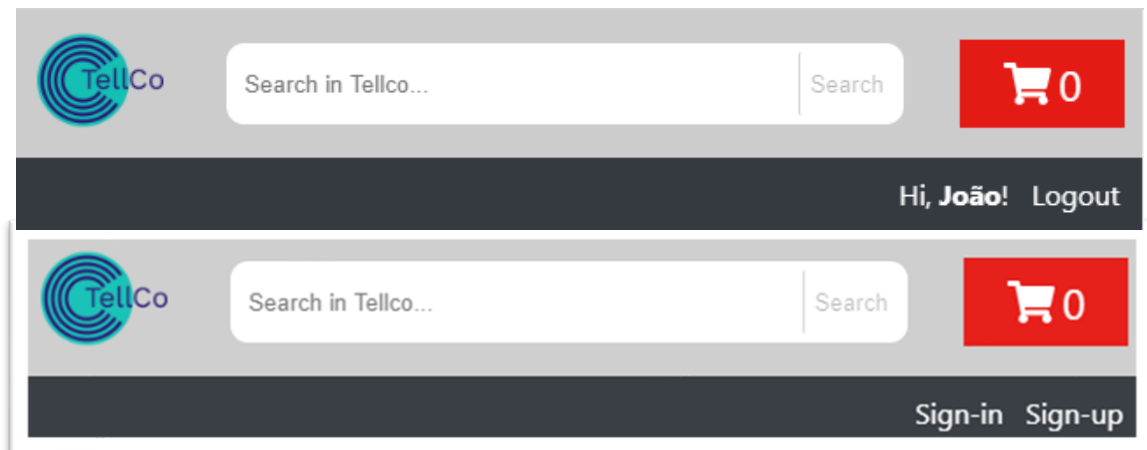 TellCo
Search in Tellco...
Search
0
Hi, João!
Logout
TellCo
Search in Tellco...
Search
0
Sign-in
Sign-up